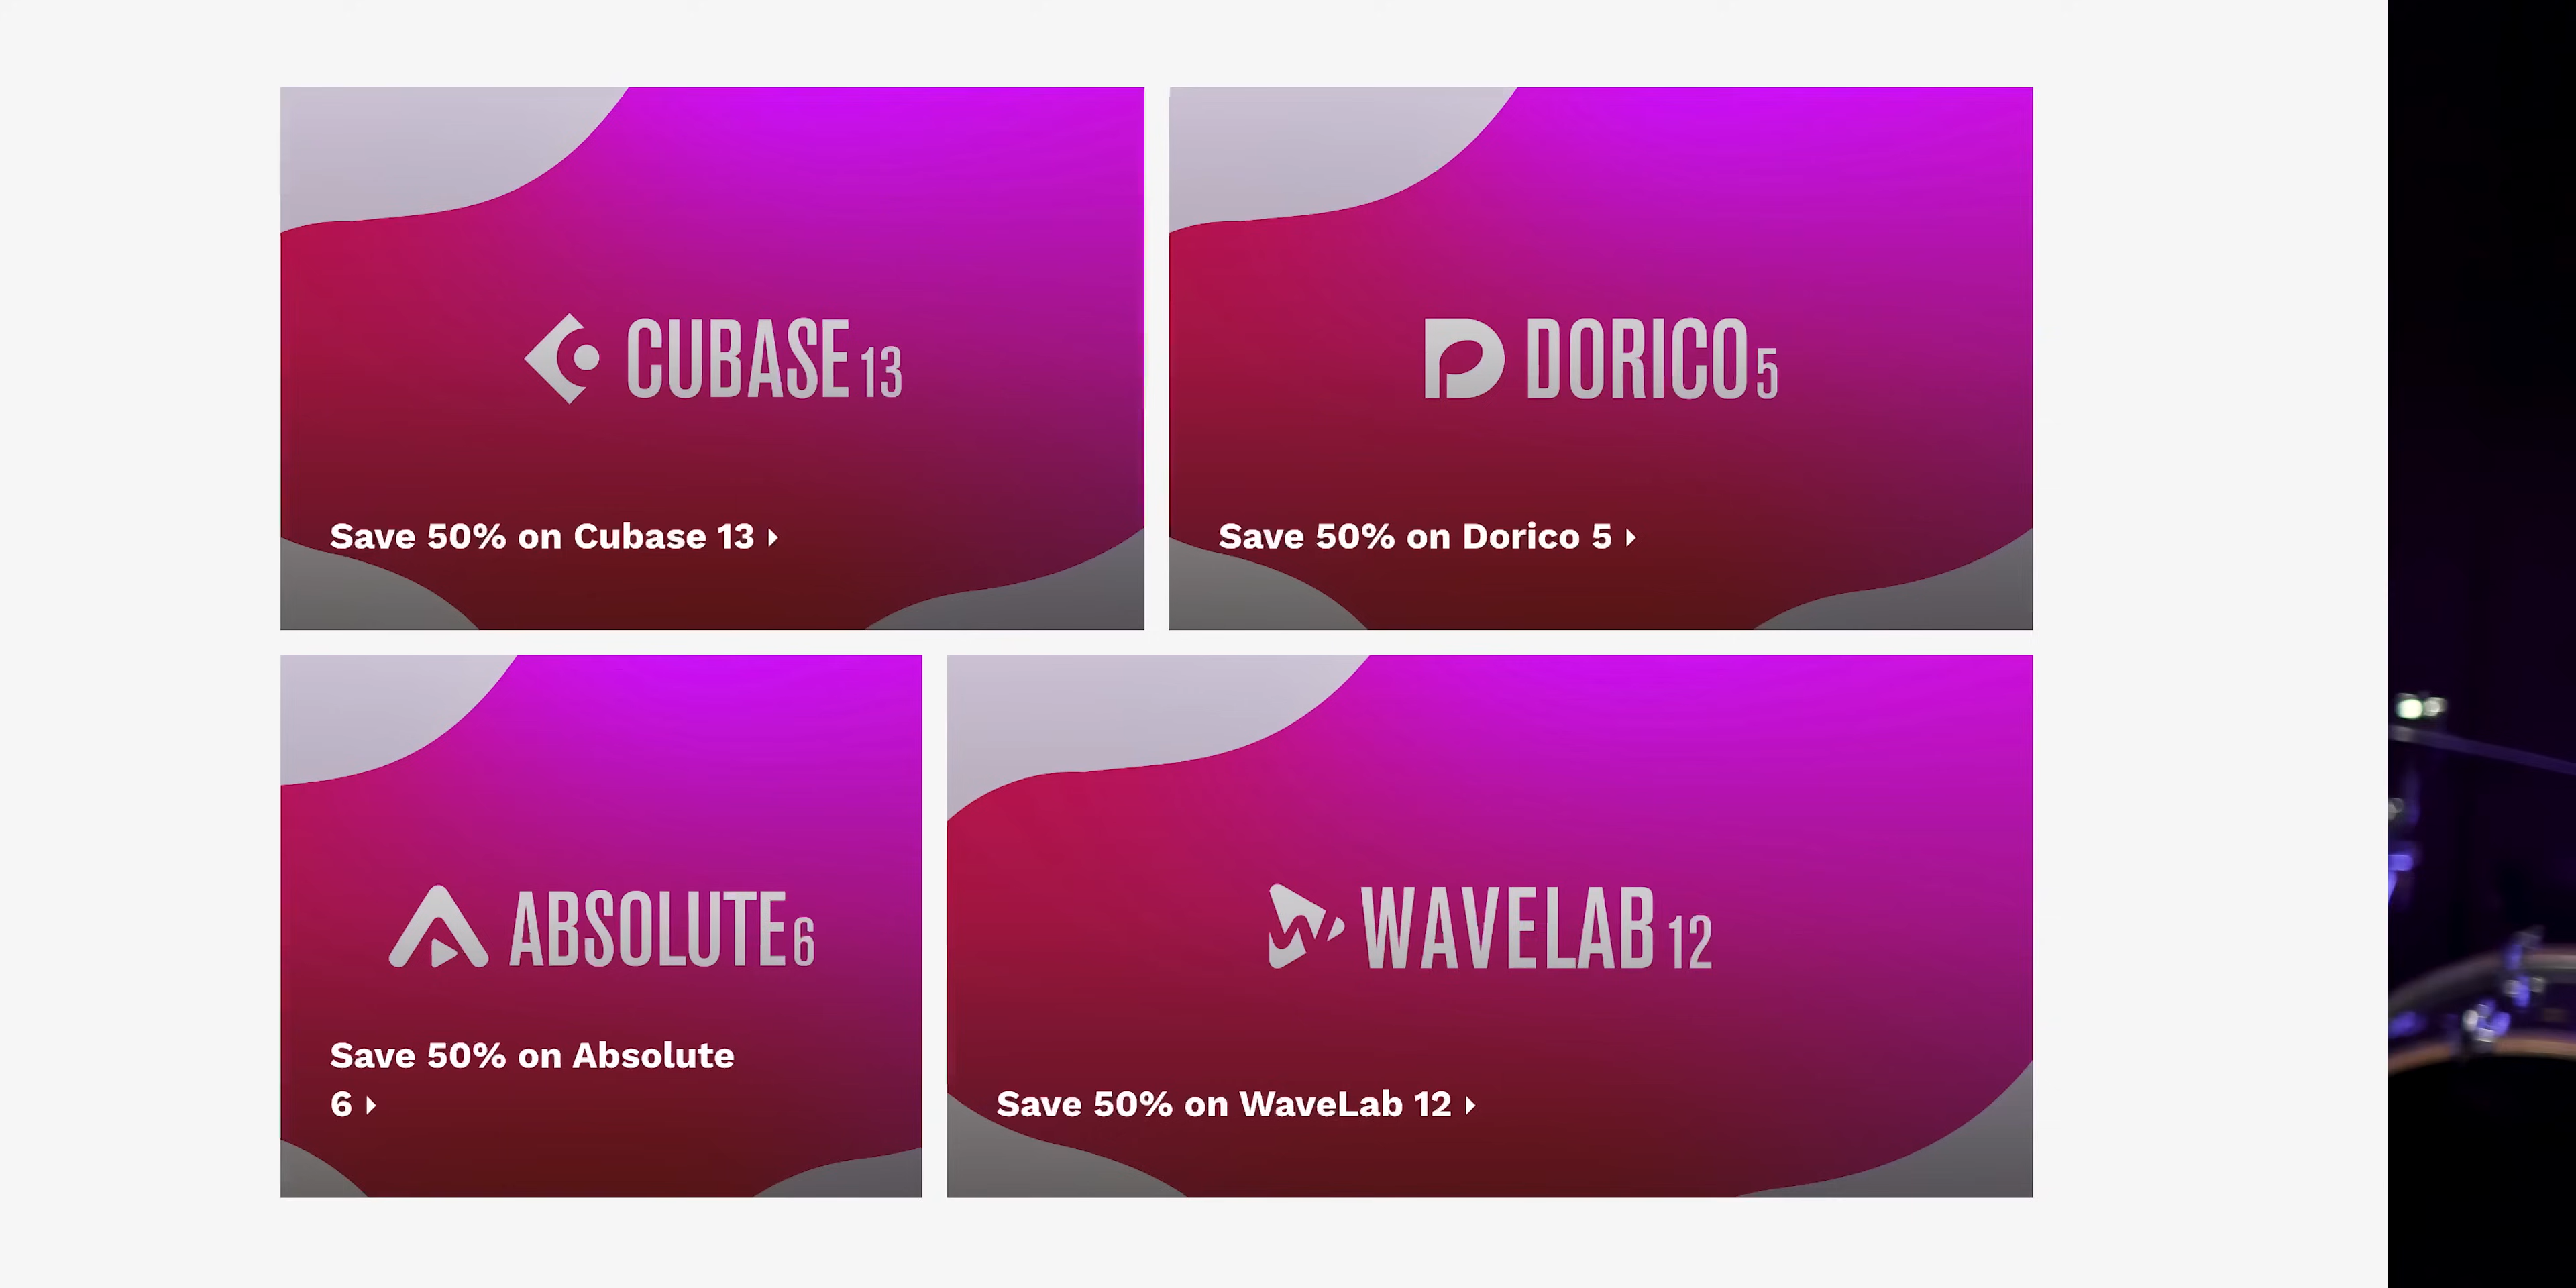 CUBASE 13
Save 50% on Cubase 13
DORICO 5
Save 50% on Dorico 5
ABSOLUTE 6
Save 50% on Absolute
6
WAVELAB 12
Save 50% on WaveLab 12